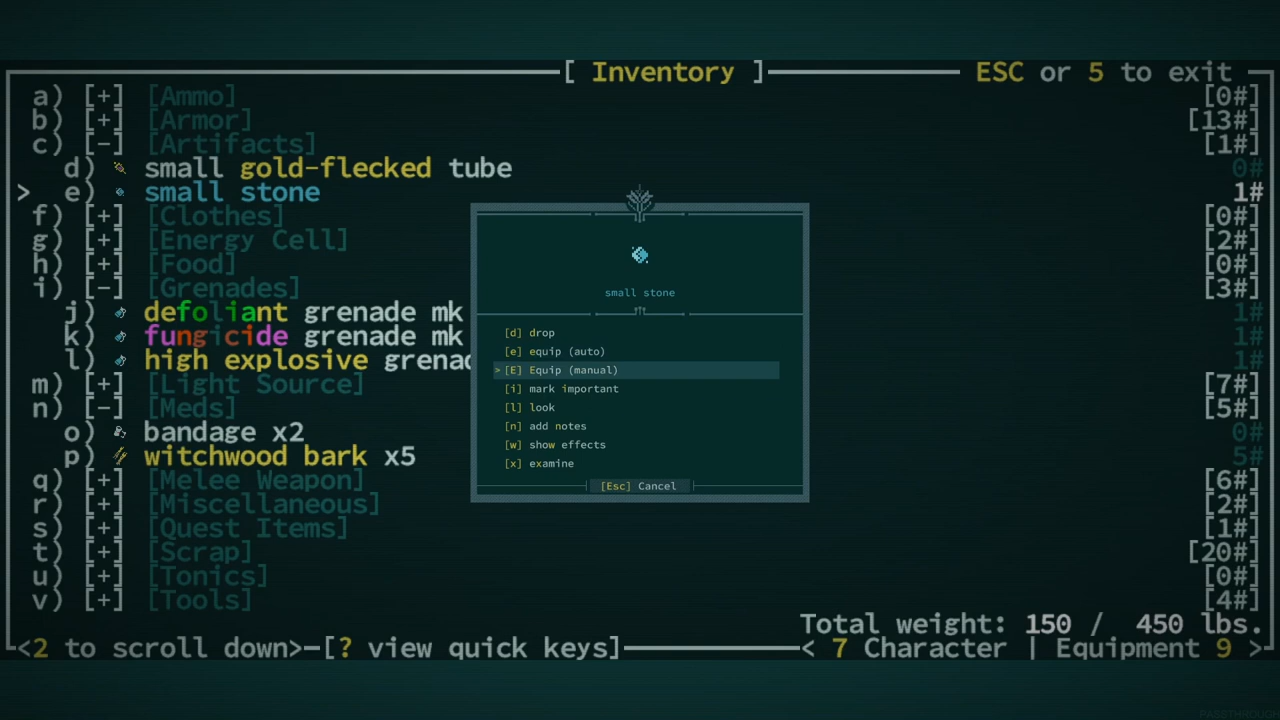 [ Inventory ] ESC or 5 to exit
a) [+] [Ammo] [0#]
b) [+] [Armor] [13#]
c) [-] [Artifacts] [1#]
d) small gold-flecked tube 0#
> e) small stone 1#
f) [+] [Clothes] [0#]
g) [+] [Energy Cell] [2#]
h) [+] [Food] [0#]
i) [-] [Grenades] [3#]
j) defoliant grenade mk 1#
k) fungicide grenade mk 1#
l) high explosive grenad 1#
m) [+] [Light Source] [7#]
n) [-] [Meds] [5#]
o) bandage x2 0#
p) witchwood bark x5 5#
q) [+] [Melee Weapon] [6#]
r) [+] [Miscellaneous] [2#]
s) [+] [Quest Items] [1#]
t) [+] [Scrap] [20#]
u) [+] [Tonics] [0#]
v) [+] [Tools] [4#]
Total weight: 150 / 450 lbs.
<2 to scroll down> [? view quick keys] < 7 Character | Equipment 9 >
small stone
[d] drop
[e] equip (auto)
> [E] Equip (manual)
[i] mark important
[l] look
[n] add notes
[w] show effects
[x] examine
[Esc] Cancel